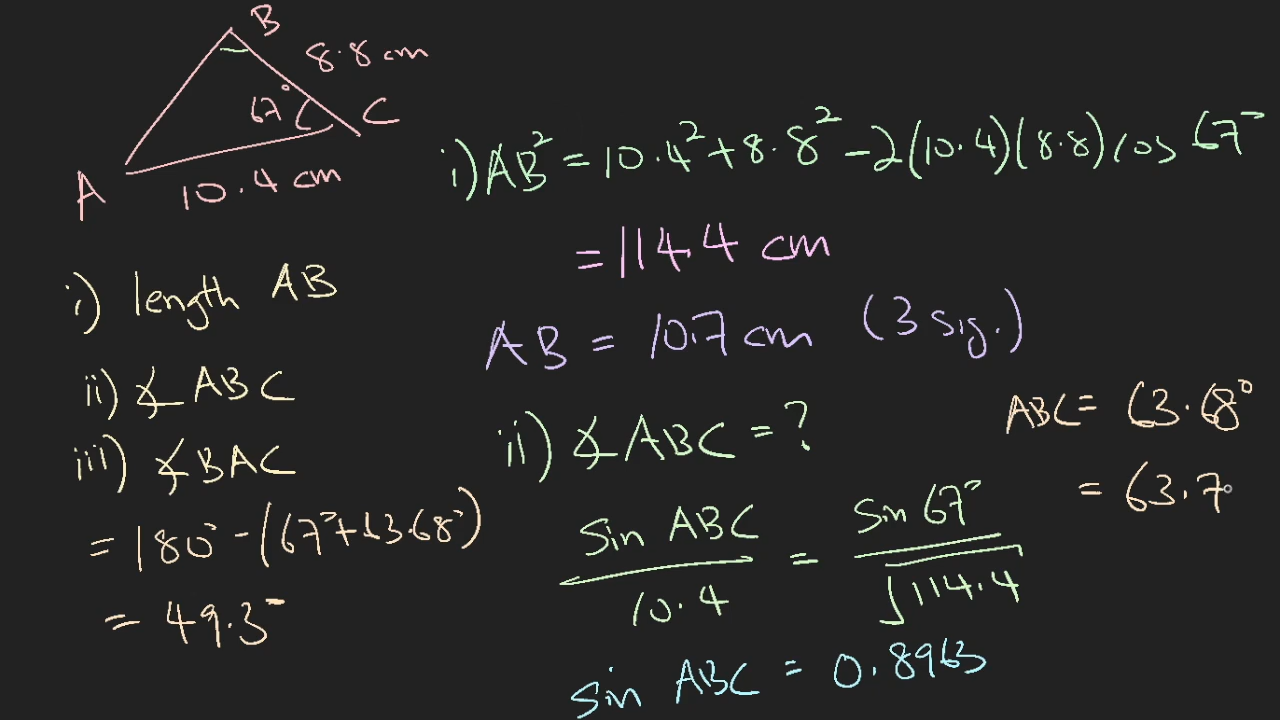 B
8.8 cm
67°
C
A
10.4 cm
i) length AB
ii) ∡ABC
iii) ∡BAC
= 180° - (67° + 63.68°)
= 49.3°
i) AB² = 10.4² + 8.8² - 2(10.4)(8.8) cos 67°
= 114.4 cm
AB = 10.7 cm (3 sig.)
ii) ∡ABC = ?
sin ABC / 10.4 = sin 67° / √114.4
sin ABC = 0.8963
ABC = 63.68°
= 63.7°